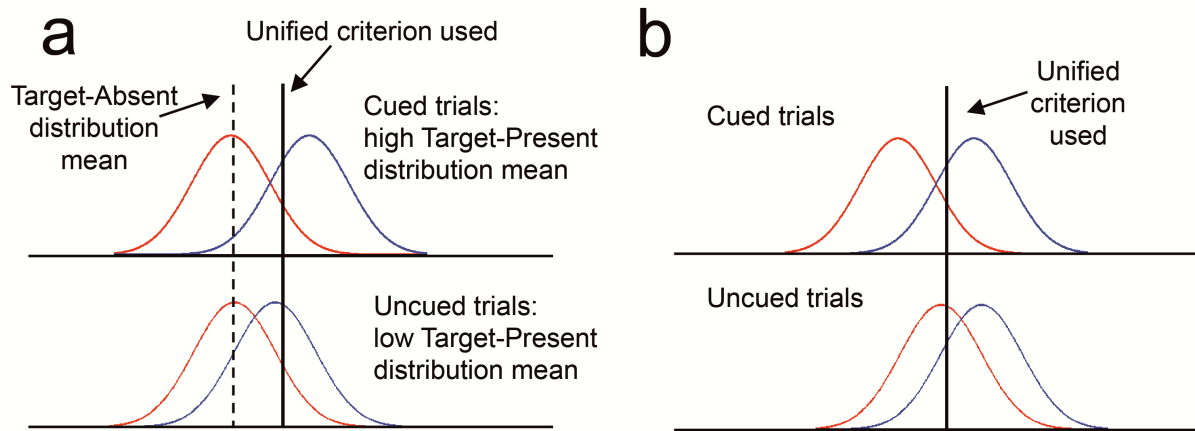 a
Unified criterion used
Target-Absent
distribution
mean
Cued trials:
high Target-Present
distribution mean
Uncued trials:
low Target-Present
distribution mean
b
Unified
criterion
used
Cued trials
Uncued trials